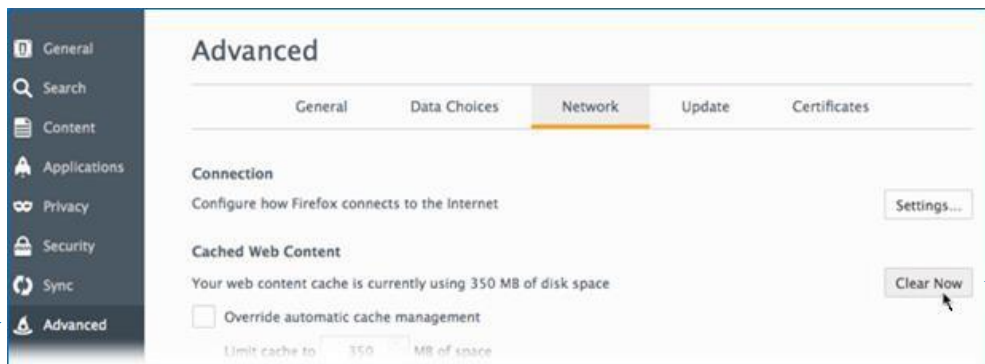 General
Search
Content
Applications
Privacy
Security
Sync
Advanced
Advanced
General Data Choices Network Update Certificates
Connection
Configure how Firefox connects to the Internet
Settings...
Cached Web Content
Your web content cache is currently using 350 MB of disk space
Clear Now
Override automatic cache management
Limit cache to 350 MB of space